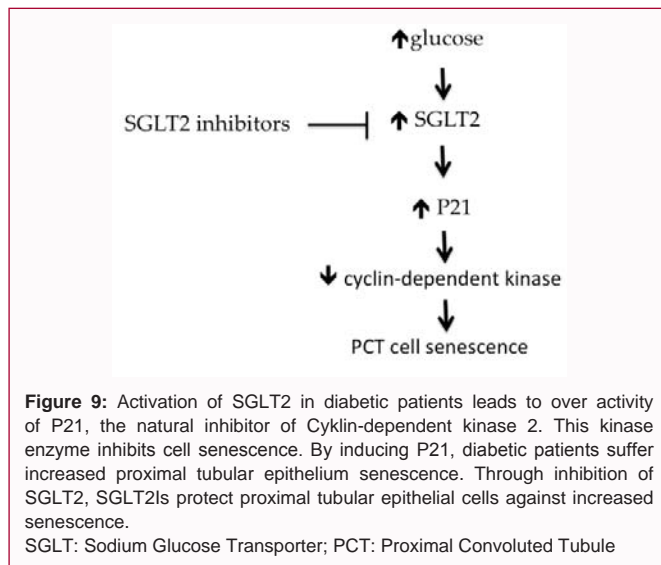 ↑glucose
SGLT2 inhibitors
↑ SGLT2
↑ P21
↓ cyclin-dependent kinase
PCT cell senescence
Figure 9: Activation of SGLT2 in diabetic patients leads to over activity
of P21, the natural inhibitor of Cyklin-dependent kinase 2. This kinase
enzyme inhibits cell senescence. By inducing P21, diabetic patients suffer
increased proximal tubular epithelium senescence. Through inhibition of
SGLT2, SGLT2Is protect proximal tubular epithelial cells against increased
senescence.
SGLT: Sodium Glucose Transporter; PCT: Proximal Convoluted Tubule